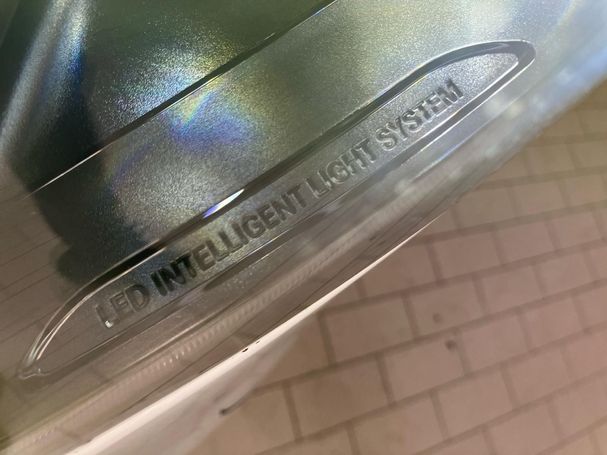 LED INTELLIGENT LIGHT SYSTEM